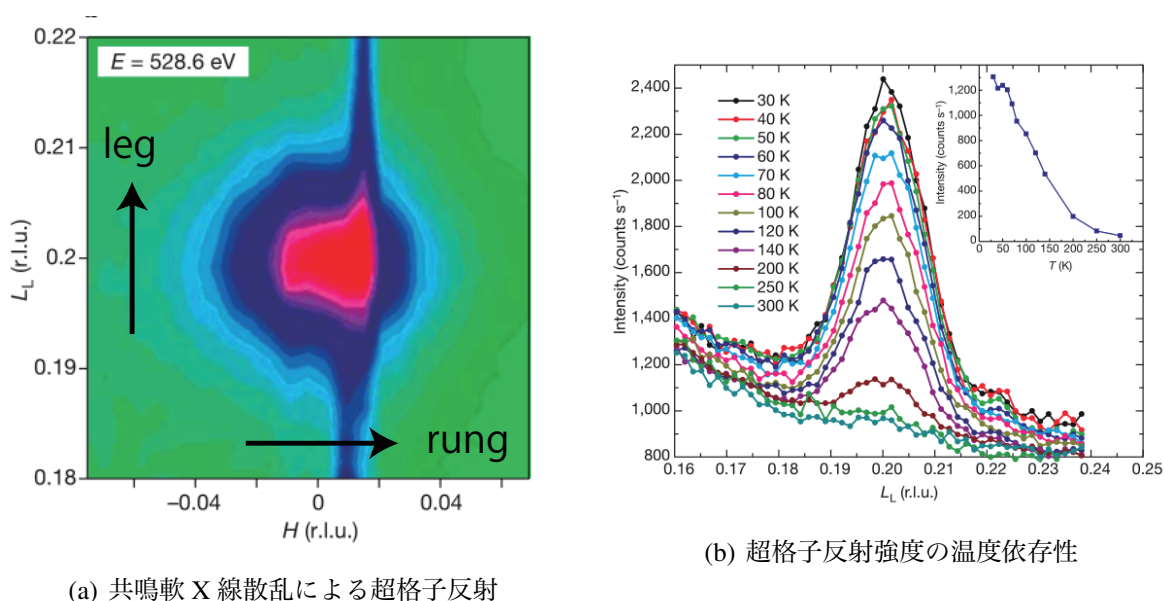 0.22
E = 528.6 eV
leg
0.21
L_L (r.l.u.)
0.2
0.19
rung
0.18
−0.04
0
0.04
H (r.l.u.)
(a) 共鳴軟 X 線散乱による超格子反射
2,400
2,200
2,000
1,800
1,600
1,400
1,200
1,000
800
Intensity (counts s⁻¹)
30 K
40 K
50 K
60 K
70 K
80 K
100 K
120 K
140 K
200 K
250 K
300 K
1,200
1,000
800
600
400
200
0
Intensity (counts s⁻¹)
0 50 100 150 200 250 300
T (K)
0.16 0.17 0.18 0.19 0.20 0.21 0.22 0.23 0.24 0.25
L_L (r.l.u.)
(b) 超格子反射強度の温度依存性